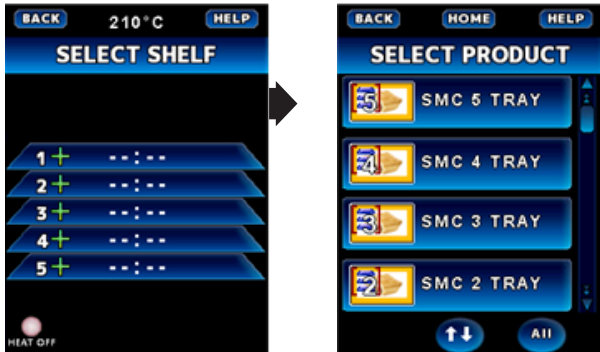 BACK 210°C HELP
SELECT SHELF
1+ --:--
2+ --:--
3+ --:--
4+ --:--
5+ --:--
HEAT OFF
BACK HOME HELP
SELECT PRODUCT
5 SMC 5 TRAY
4 SMC 4 TRAY
3 SMC 3 TRAY
2 SMC 2 TRAY
All